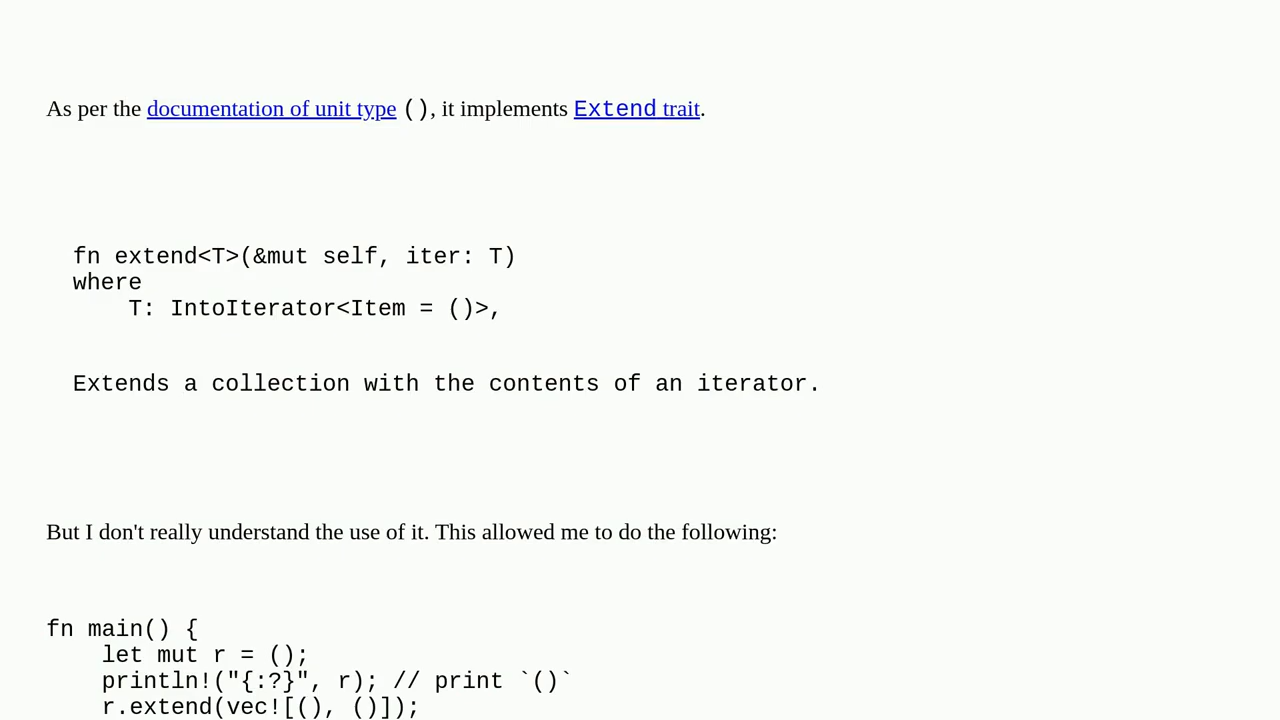 As per the documentation of unit type (), it implements Extend trait.
fn extend<T>(&mut self, iter: T)
where
    T: IntoIterator<Item = ()>,
Extends a collection with the contents of an iterator.
But I don't really understand the use of it. This allowed me to do the following:
fn main() {
    let mut r = ();
    println!("{:?}", r); // print `()`
    r.extend(vec![(), ()]);